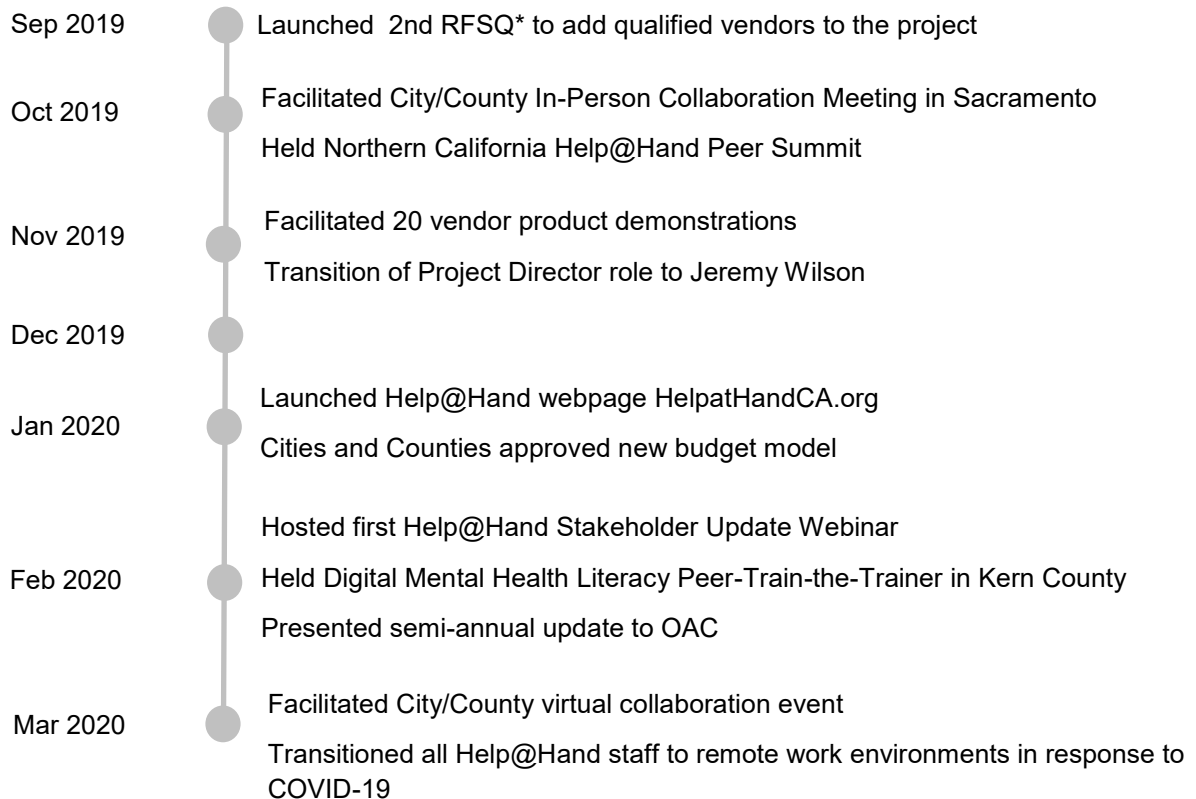 Sep 2019
Launched  2nd RFSQ* to add qualified vendors to the project
Oct 2019
Facilitated City/County In-Person Collaboration Meeting in Sacramento
Held Northern California Help@Hand Peer Summit
Nov 2019
Facilitated 20 vendor product demonstrations
Transition of Project Director role to Jeremy Wilson
Dec 2019
Jan 2020
Launched Help@Hand webpage HelpatHandCA.org
Cities and Counties approved new budget model
Feb 2020
Hosted first Help@Hand Stakeholder Update Webinar
Held Digital Mental Health Literacy Peer-Train-the-Trainer in Kern County
Presented semi-annual update to OAC
Mar 2020
Facilitated City/County virtual collaboration event
Transitioned all Help@Hand staff to remote work environments in response to
COVID-19